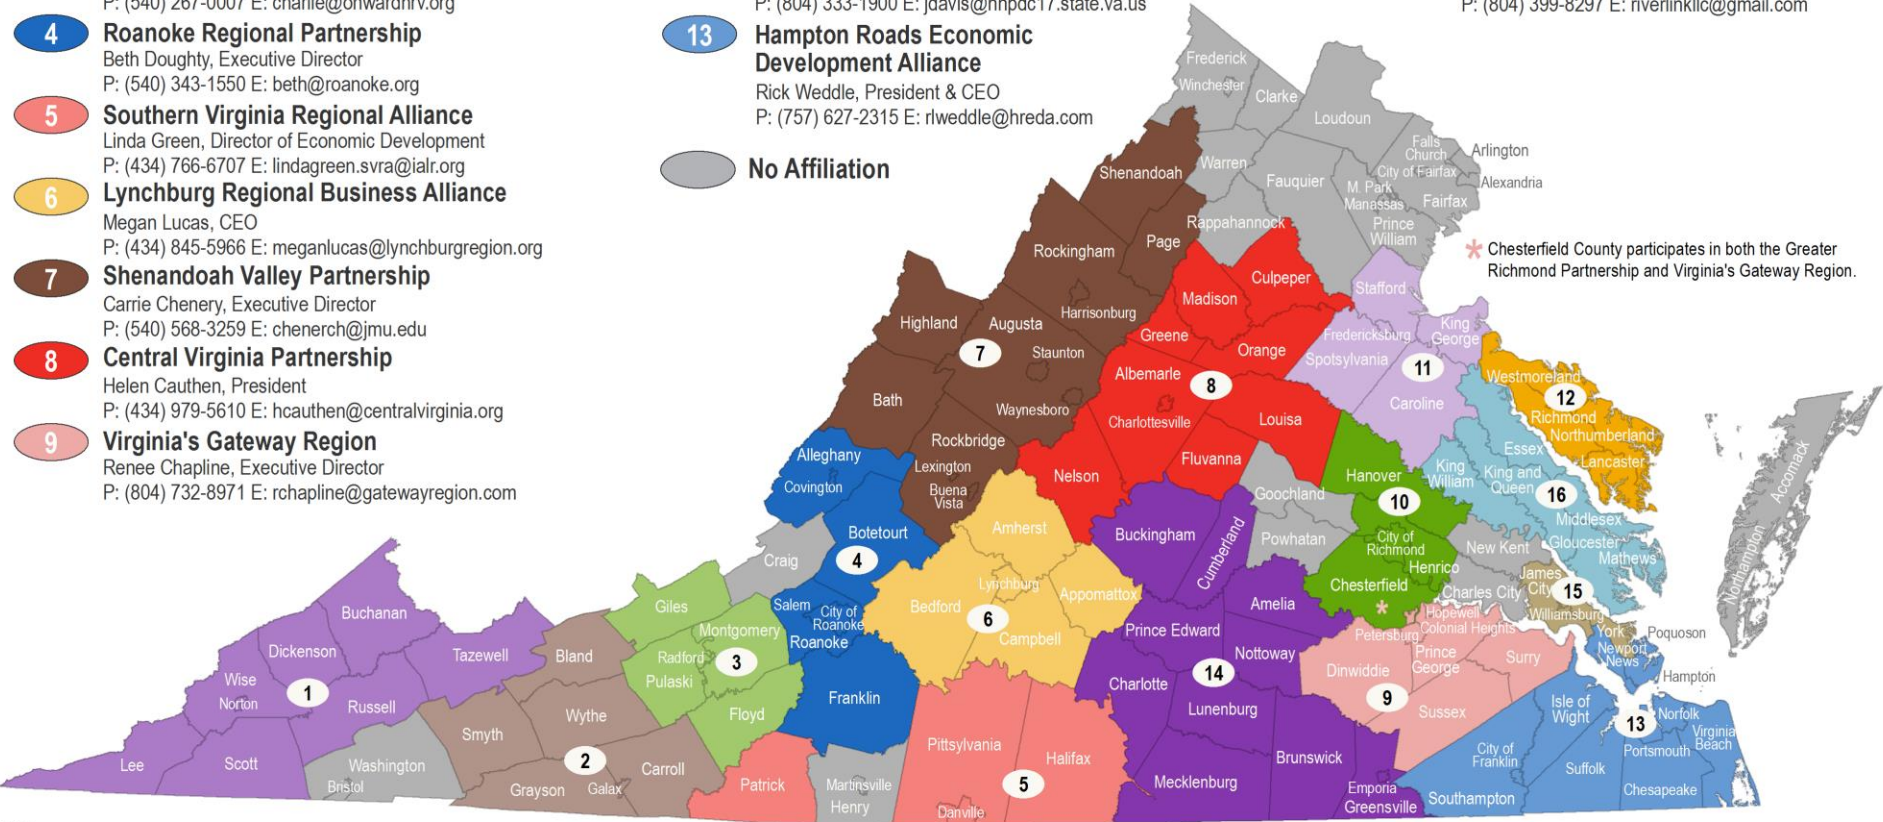 P: (540) 267-0007 E: charlie@onwardnrv.org
4 Roanoke Regional Partnership
Beth Doughty, Executive Director
P: (540) 343-1550 E: beth@roanoke.org
5 Southern Virginia Regional Alliance
Linda Green, Director of Economic Development
P: (434) 766-6707 E: lindagreen.svra@ialr.org
6 Lynchburg Regional Business Alliance
Megan Lucas, CEO
P: (434) 845-5966 E: meganlucas@lynchburgregion.org
7 Shenandoah Valley Partnership
Carrie Chenery, Executive Director
P: (540) 568-3259 E: chenerch@jmu.edu
8 Central Virginia Partnership
Helen Cauthen, President
P: (434) 979-5610 E: hcauthen@centralvirginia.org
9 Virginia's Gateway Region
Renee Chapline, Executive Director
P: (804) 732-8971 E: rchapline@gatewayregion.com
P: (804) 333-1900 E: jdavis@nnpdc17.state.va.us
13 Hampton Roads Economic
Development Alliance
Rick Weddle, President & CEO
P: (757) 627-2315 E: rlweddle@hreda.com
No Affiliation
P: (804) 399-8297 E: riverlinkllc@gmail.com
* Chesterfield County participates in both the Greater
Richmond Partnership and Virginia's Gateway Region.
Frederick
Winchester
Clarke
Loudoun
Falls
Church
Arlington
City of Fairfax
Alexandria
Fairfax
Warren
Fauquier
M. Park
Manassas
Prince
William
Rappahannock
Shenandoah
Page
Rockingham
Harrisonburg
Highland
Augusta
7
Staunton
Bath
Waynesboro
Rockbridge
Lexington
Buena
Vista
Culpeper
Madison
Greene
Orange
Albemarle
8
Charlottesville
Louisa
Fluvanna
Nelson
Stafford
Fredericksburg
King
George
Spotsylvania
11
Caroline
Westmoreland
12
Richmond
Northumberland
Lancaster
Essex
King
William
King and
Queen
16
Middlesex
Gloucester
Mathews
Accomack
Northampton
Hanover
10
City of
Richmond
Henrico
Chesterfield
*
Goochland
Powhatan
New Kent
Charles City
James
City
15
Williamsburg
York
Poquoson
Newport
News
Hampton
Alleghany
Covington
Botetourt
4
Craig
Salem
City of
Roanoke
Roanoke
Franklin
Amherst
Lynchburg
Bedford
Appomattox
6
Campbell
Buckingham
Cumberland
Amelia
Prince Edward
Nottoway
Charlotte
14
Lunenburg
Mecklenburg
Brunswick
Emporia
Greensville
Hopewell
Petersburg
Colonial Heights
Dinwiddie
Prince
George
Surry
9
Sussex
Isle of
Wight
13
Norfolk
Virginia
Beach
Portsmouth
City of
Franklin
Suffolk
Chesapeake
Southampton
Giles
Montgomery
Radford
3
Pulaski
Floyd
Buchanan
Dickenson
Tazewell
Wise
Norton
1
Russell
Lee
Scott
Washington
Bristol
Bland
Wythe
Smyth
2
Grayson
Galax
Carroll
Patrick
Martinsville
Henry
Pittsylvania
Halifax
5
Danville